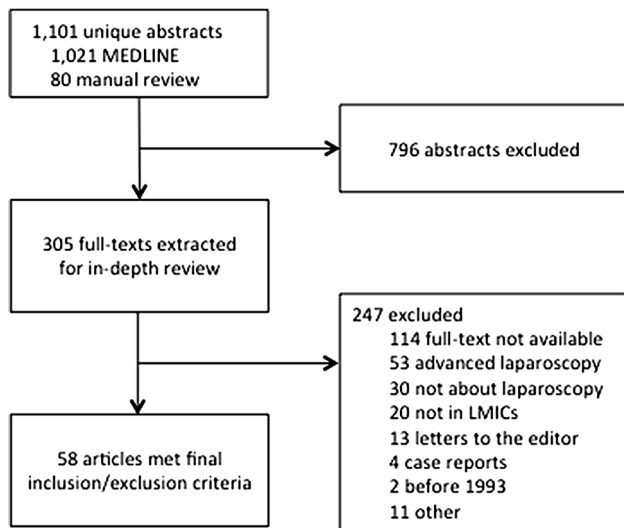 1,101 unique abstracts
1,021 MEDLINE
80 manual review
796 abstracts excluded
305 full-texts extracted
for in-depth review
247 excluded
114 full-text not available
53 advanced laparoscopy
30 not about laparoscopy
20 not in LMICs
13 letters to the editor
4 case reports
2 before 1993
11 other
58 articles met final
inclusion/exclusion criteria